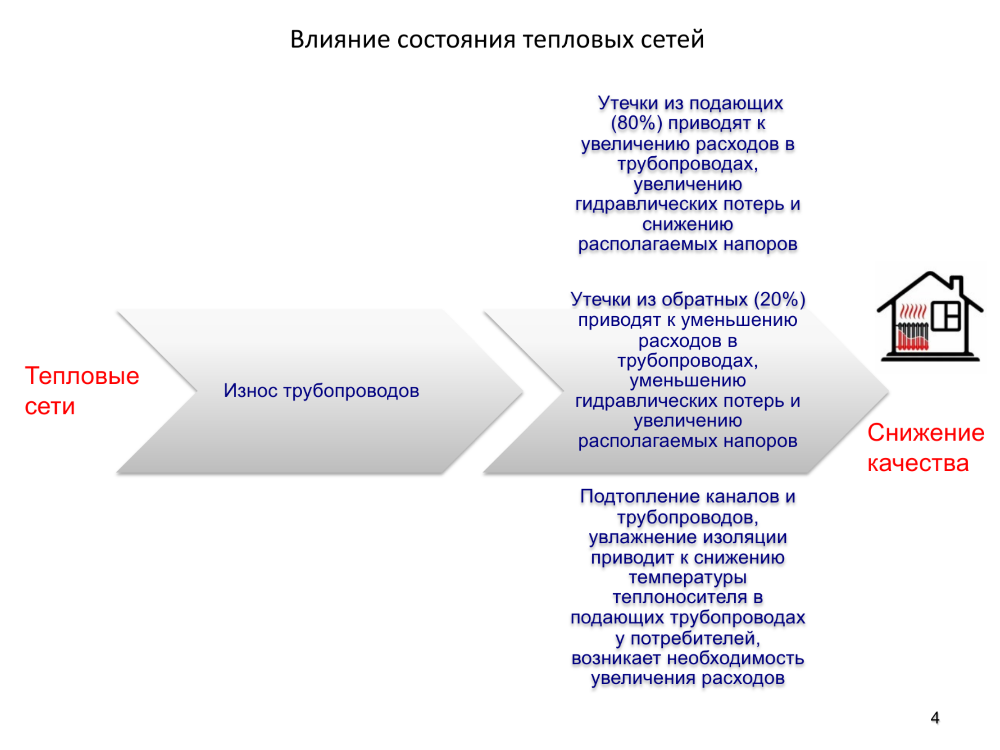 Влияние состояния тепловых сетей
Утечки из подающих
(80%) приводят к
увеличению расходов в
трубопроводах,
увеличению
гидравлических потерь и
снижению
располагаемых напоров
Тепловые
сети
Износ трубопроводов
Утечки из обратных (20%)
приводят к уменьшению
расходов в
трубопроводах,
уменьшению
гидравлических потерь и
увеличению
располагаемых напоров
Снижение
качества
Подтопление каналов и
трубопроводов,
увлажнение изоляции
приводит к снижению
температуры
теплоносителя в
подающих трубопроводах
у потребителей,
возникает необходимость
увеличения расходов
4